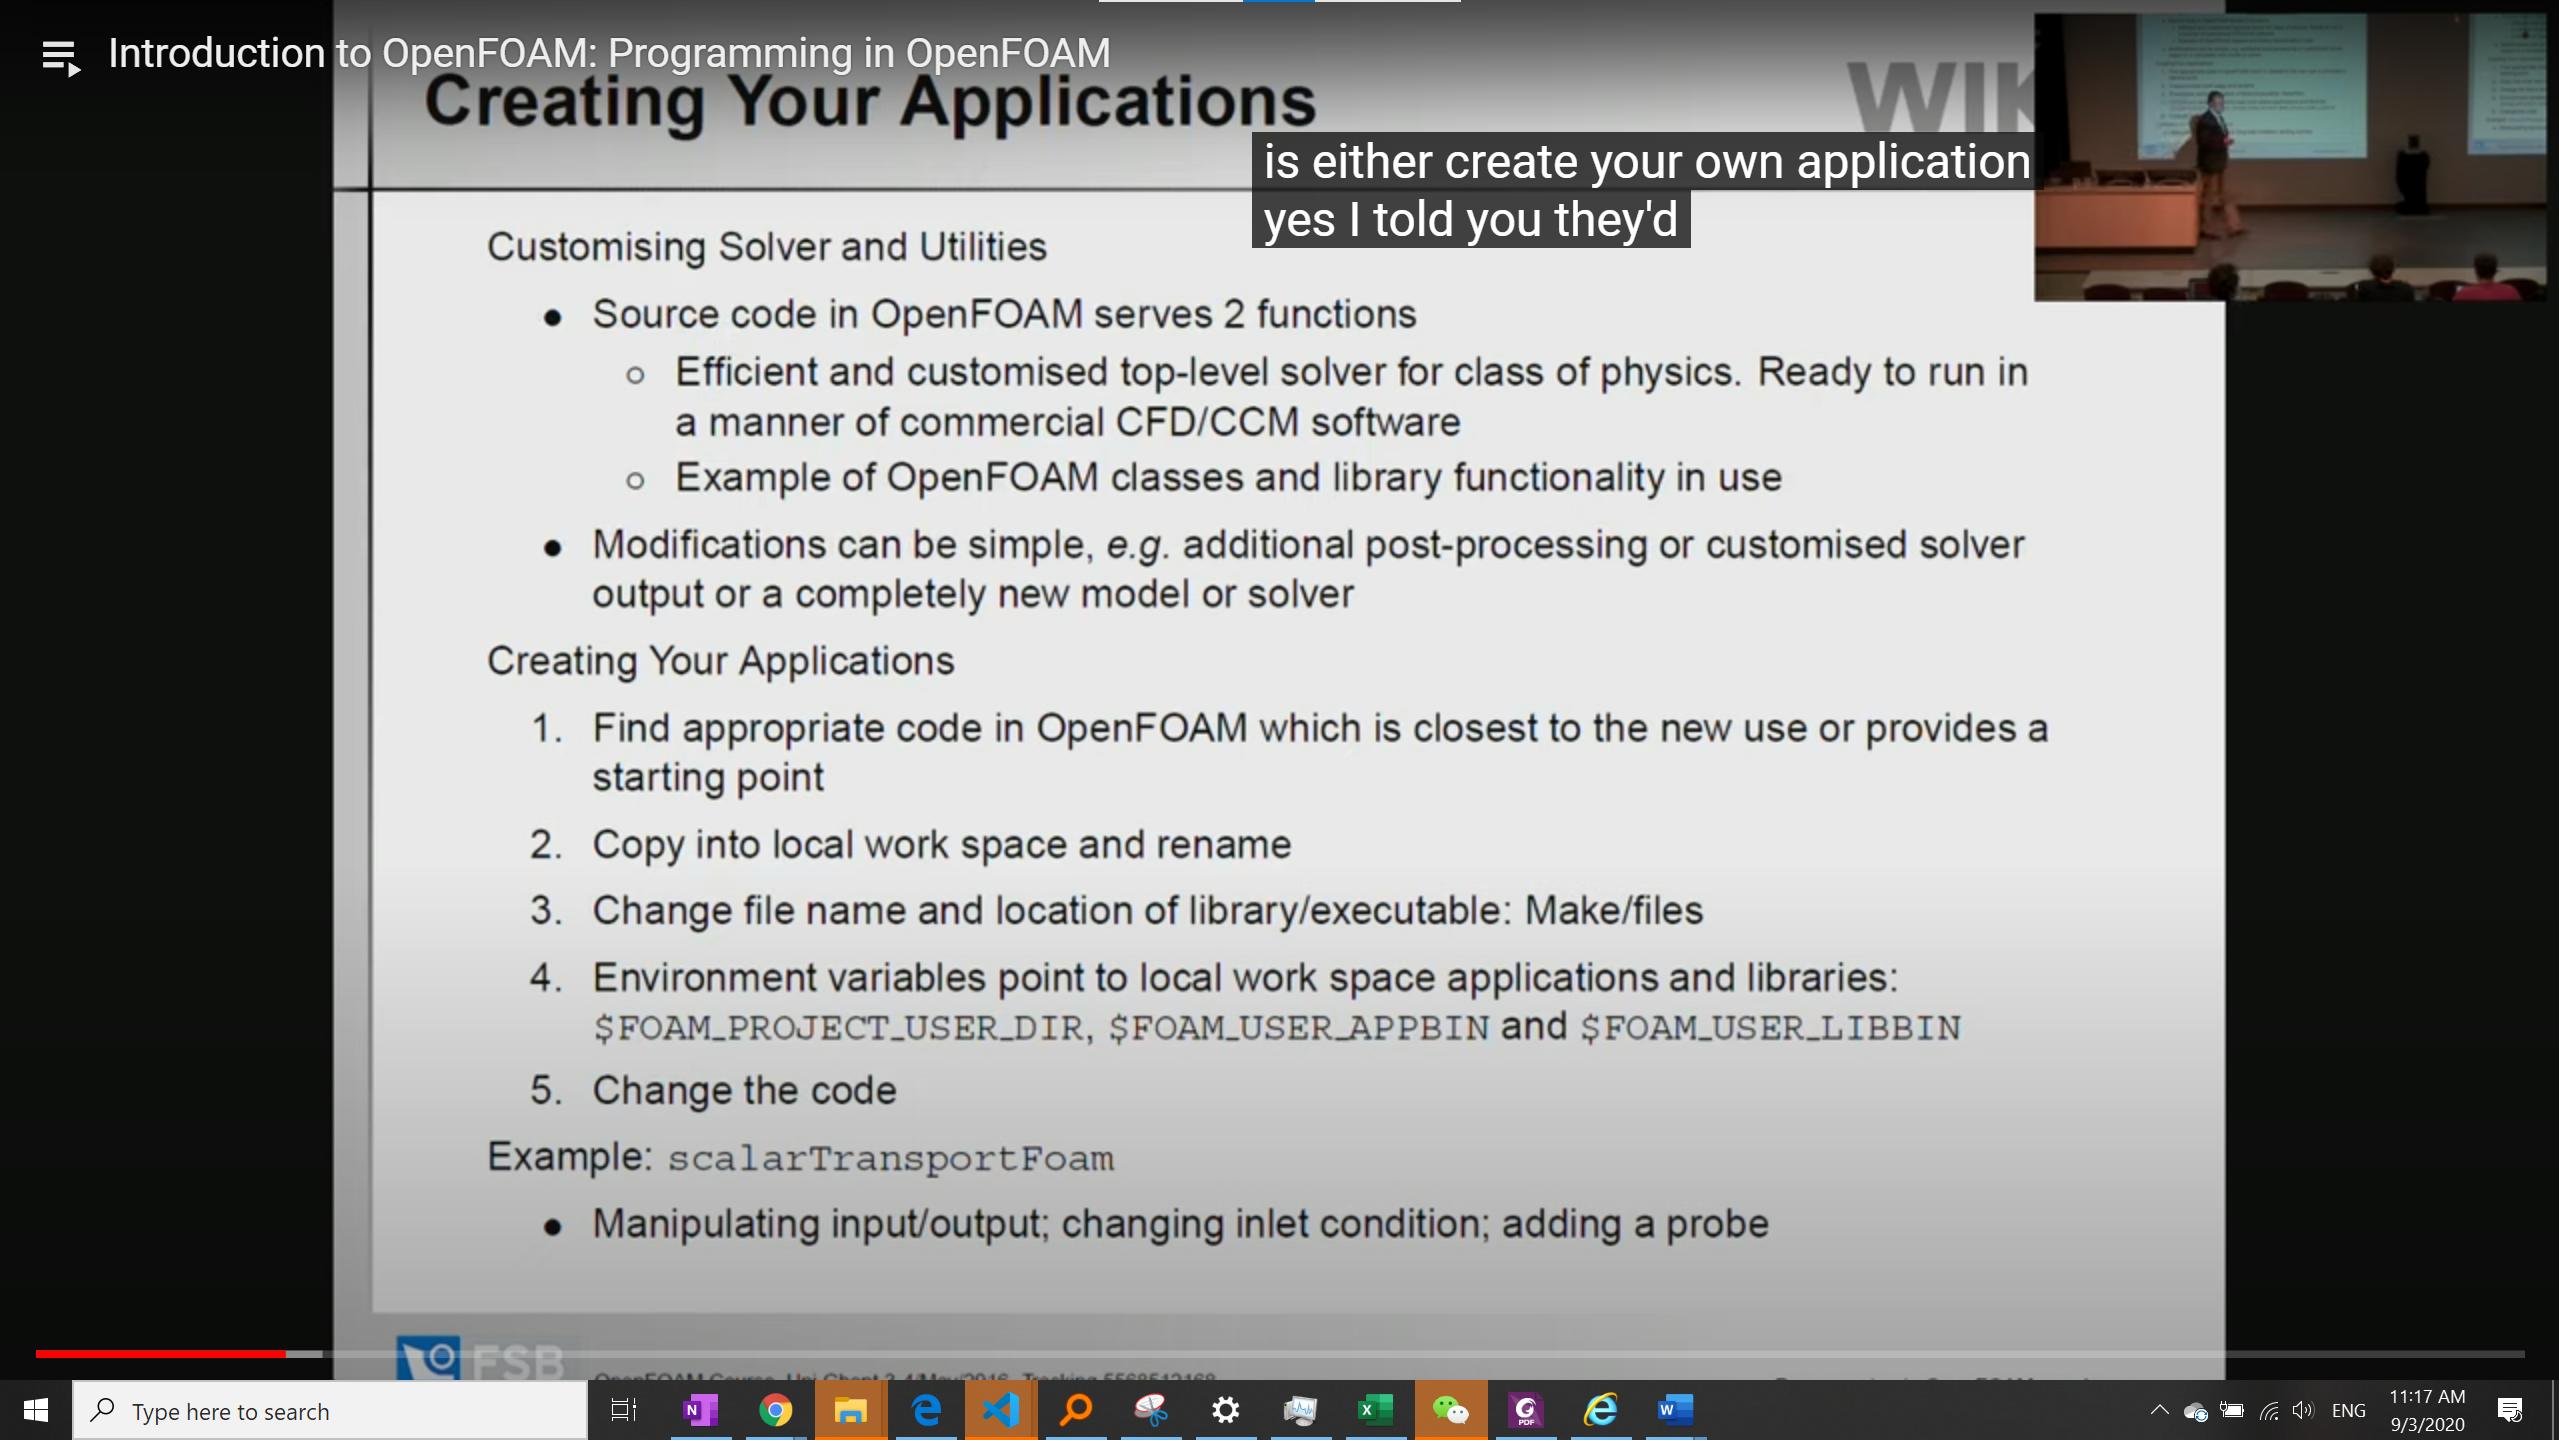 Introduction to OpenFOAM: Programming in OpenFOAM
Creating Your Applications
WIK
is either create your own application
yes I told you they'd
Customising Solver and Utilities
● Source code in OpenFOAM serves 2 functions
○ Efficient and customised top-level solver for class of physics. Ready to run in
a manner of commercial CFD/CCM software
○ Example of OpenFOAM classes and library functionality in use
● Modifications can be simple, e.g. additional post-processing or customised solver
output or a completely new model or solver
Creating Your Applications
1. Find appropriate code in OpenFOAM which is closest to the new use or provides a
starting point
2. Copy into local work space and rename
3. Change file name and location of library/executable: Make/files
4. Environment variables point to local work space applications and libraries:
$FOAM_PROJECT_USER_DIR, $FOAM_USER_APPBIN and $FOAM_USER_LIBBIN
5. Change the code
Example: scalarTransportFoam
● Manipulating input/output; changing inlet condition; adding a probe
FSB
Type here to search
ENG
11:17 AM
9/3/2020